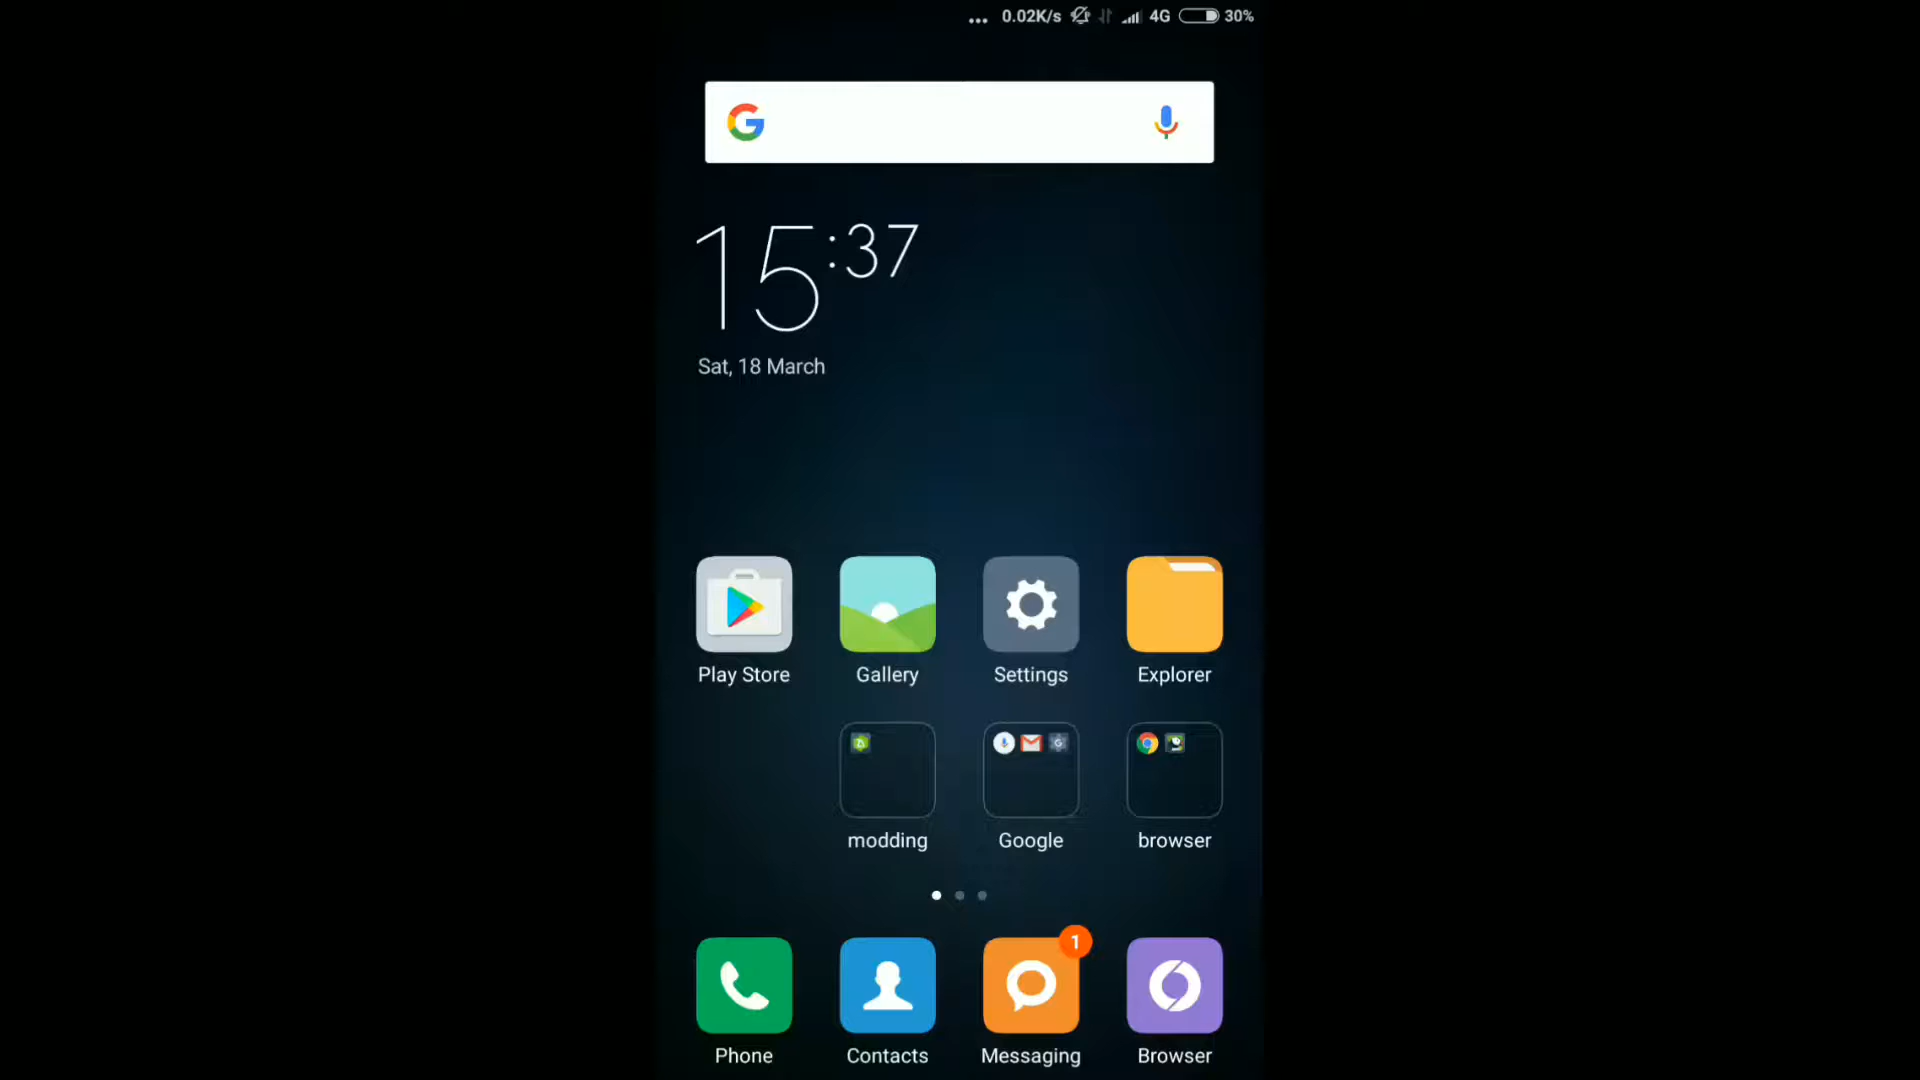 ... 0.02K/s 4G 30%
15:37
Sat, 18 March
Play Store Gallery Settings Explorer
modding Google browser
1
Phone Contacts Messaging Browser